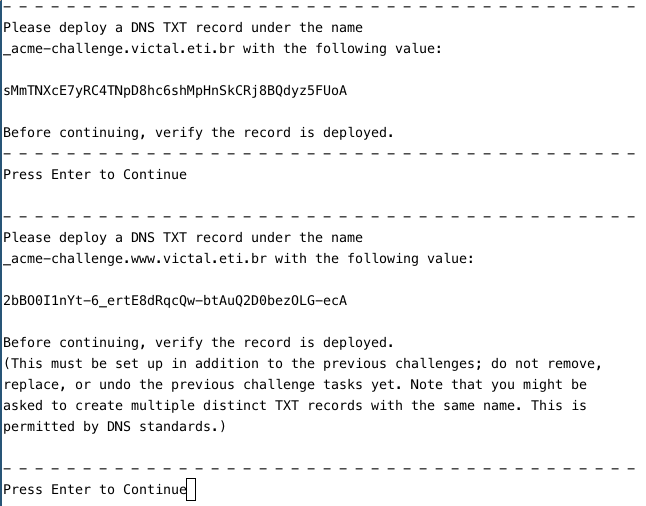 - - - - - - - - - - - - - - - - - - - - - - - - - - - - - - - - - - - - - - - -
Please deploy a DNS TXT record under the name
_acme-challenge.victal.eti.br with the following value:
sMmTNXcE7yRC4TNpD8hc6shMpHnSkCRj8BQdyz5FUoA
Before continuing, verify the record is deployed.
- - - - - - - - - - - - - - - - - - - - - - - - - - - - - - - - - - - - - - - -
Press Enter to Continue
- - - - - - - - - - - - - - - - - - - - - - - - - - - - - - - - - - - - - - - -
Please deploy a DNS TXT record under the name
_acme-challenge.www.victal.eti.br with the following value:
2bBO0I1nYt-6_ertE8dRqcQw-btAuQ2D0bezOLG-ecA
Before continuing, verify the record is deployed.
(This must be set up in addition to the previous challenges; do not remove,
replace, or undo the previous challenge tasks yet. Note that you might be
asked to create multiple distinct TXT records with the same name. This is
permitted by DNS standards.)
- - - - - - - - - - - - - - - - - - - - - - - - - - - - - - - - - - - - - - - -
Press Enter to Continue